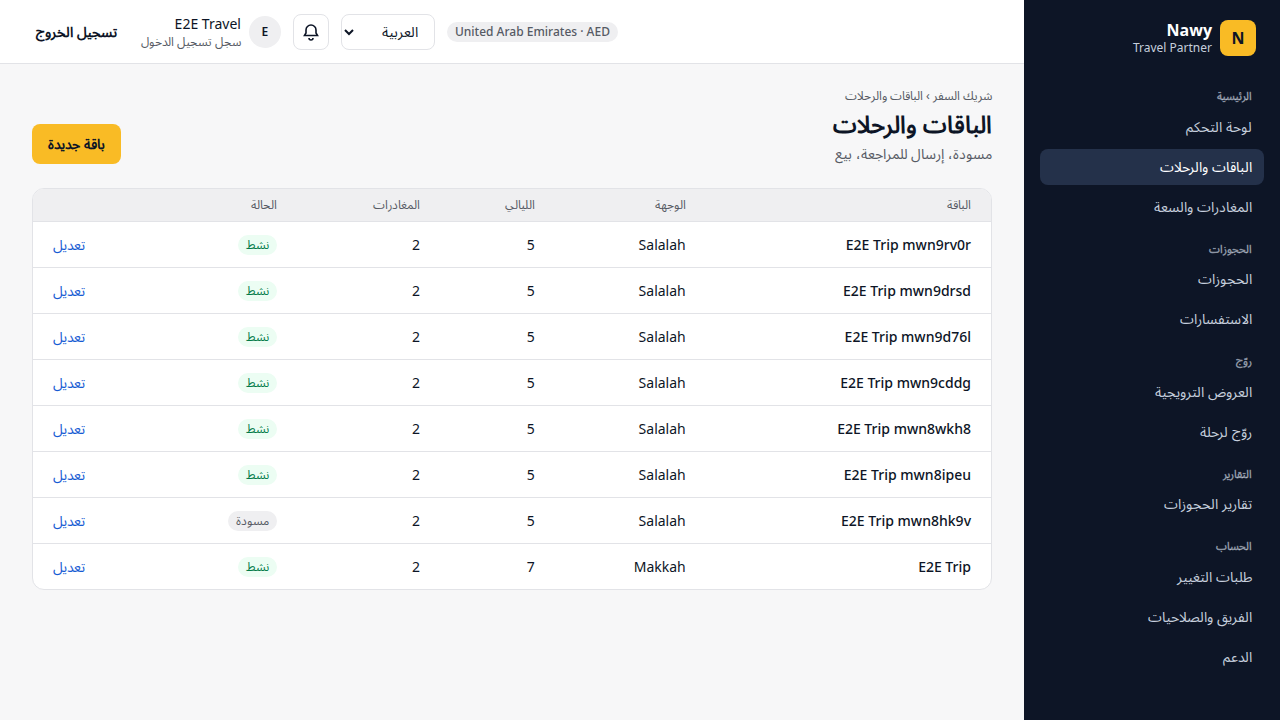 N
Nawy
Travel Partner
الرئيسية
لوحة التحكم
الباقات والرحلات
المغادرات والسعة
الحجوزات
الحجوزات
الاستفسارات
روّج
العروض الترويجية
روّج لرحلة
التقارير
تقارير الحجوزات
الحساب
طلبات التغيير
الفريق والصلاحيات
الدعم
United Arab Emirates · AED
العربية
E
E2E Travel
سجل تسجيل الدخول
تسجيل الخروج
شريك السفر › الباقات والرحلات
الباقات والرحلات
مسودة، إرسال للمراجعة، بيع
باقة جديدة
الباقة الوجهة الليالي المغادرات الحالة
E2E Trip mwn9rv0r Salalah 5 2 نشط تعديل
E2E Trip mwn9drsd Salalah 5 2 نشط تعديل
E2E Trip mwn9d76l Salalah 5 2 نشط تعديل
E2E Trip mwn9cddg Salalah 5 2 نشط تعديل
E2E Trip mwn8wkh8 Salalah 5 2 نشط تعديل
E2E Trip mwn8ipeu Salalah 5 2 نشط تعديل
E2E Trip mwn8hk9v Salalah 5 2 مسودة تعديل
E2E Trip Makkah 7 2 نشط تعديل